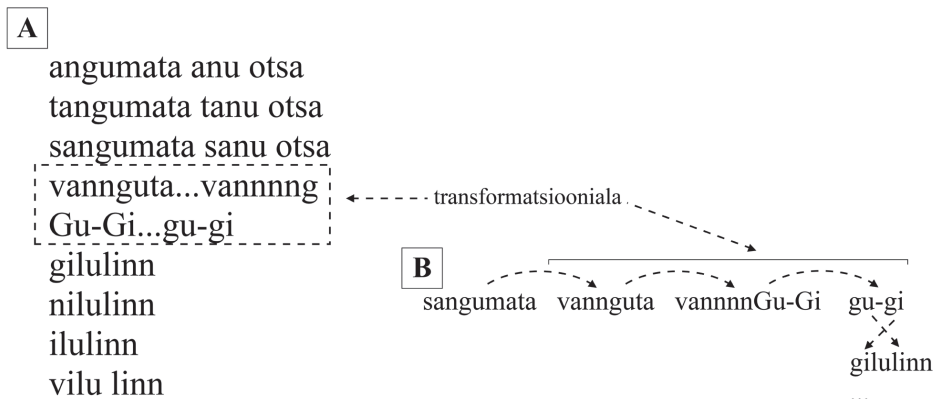 A
angumata anu otsa
tangumata tanu otsa
sangumata sanu otsa
vannguta...vannnng
Gu-Gi...gu-gi
gilulinn
nilulinn
ilulinn
vilu linn
transformatsiooniala
B
sangumata vannguta vannnnGu-Gi gu-gi
gilulinn
...